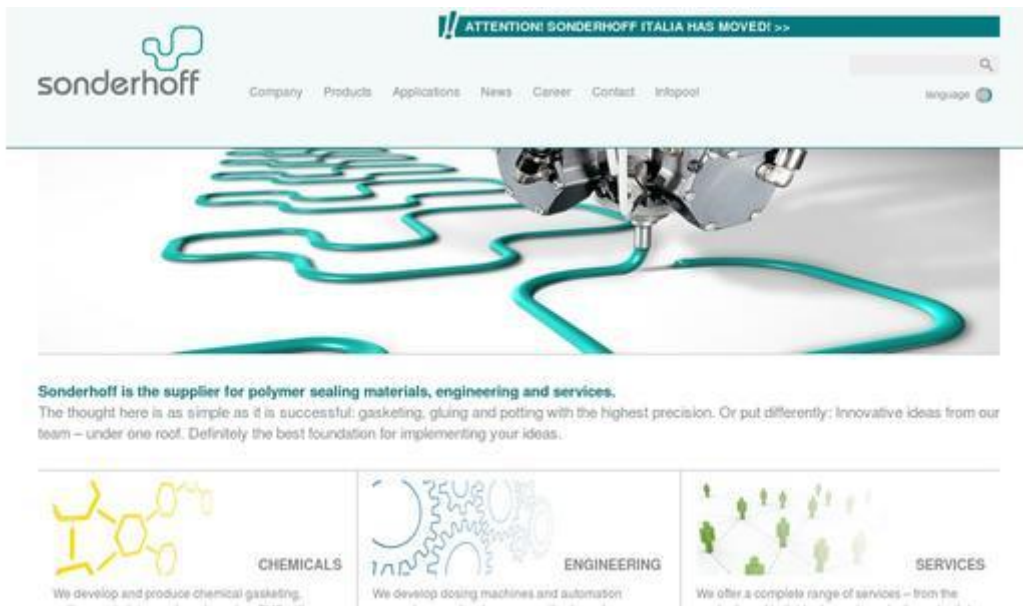 ATTENTION! SONDERHOFF ITALIA HAS MOVED! >>
sonderhoff
Company Products Applications News Career Contact Infopool
language
Sonderhoff is the supplier for polymer sealing materials, engineering and services.
The thought here is as simple as it is successful: gasketing, gluing and potting with the highest precision. Or put differently: Innovative ideas from our
team – under one roof. Definitely the best foundation for implementing your ideas.
CHEMICALS
We develop and produce chemical gasketing,
ENGINEERING
We develop dosing machines and automation
SERVICES
We offer a complete range of services – from the